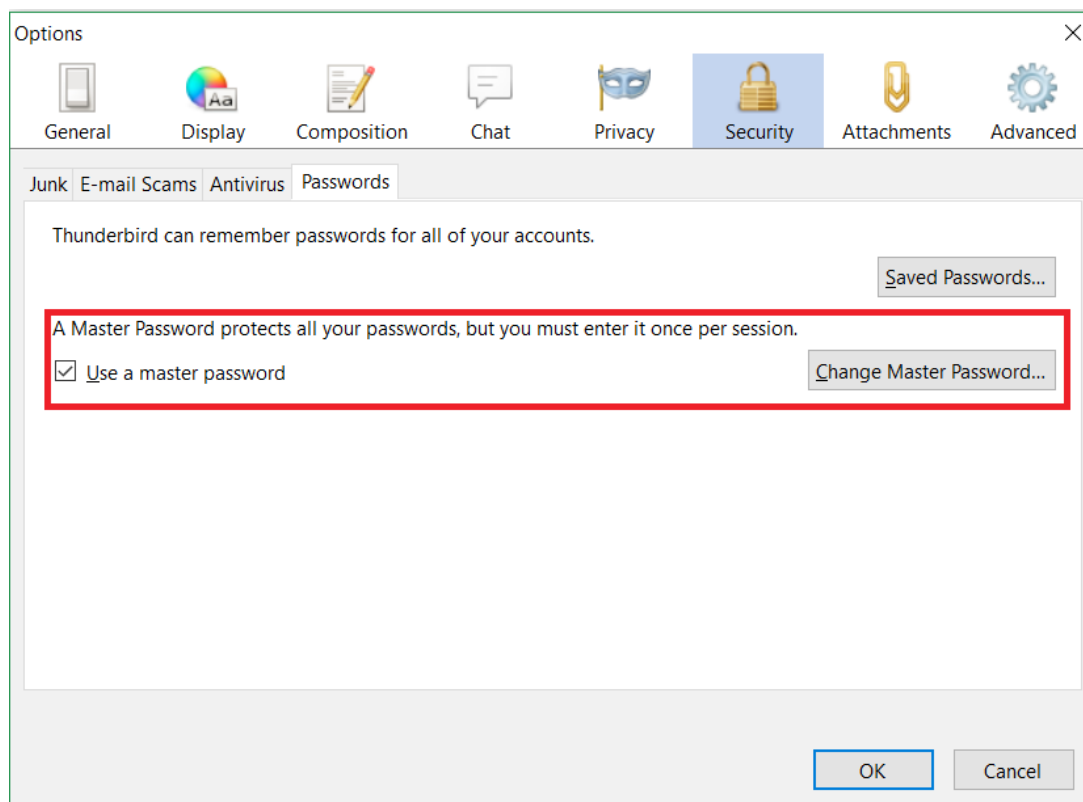 Options
Aa
General Display Composition Chat Privacy Security Attachments Advanced
Junk E-mail Scams Antivirus Passwords
Thunderbird can remember passwords for all of your accounts.
Saved Passwords...
A Master Password protects all your passwords, but you must enter it once per session.
Use a master password Change Master Password...
OK Cancel